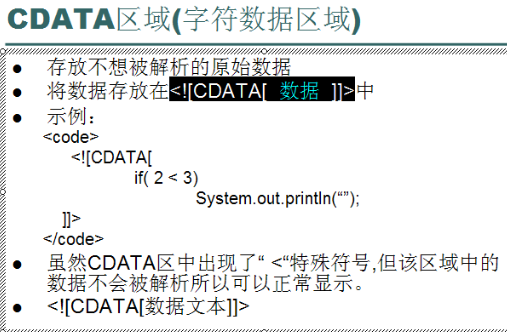 CDATA区域(字符数据区域)
● 存放不想被解析的原始数据
● 将数据存放在<![CDATA[ 数据 ]]>中
● 示例：
<code>
<![CDATA[
if( 2 < 3)
System.out.println(“”);
]]>
</code>
● 虽然CDATA区中出现了“ <“特殊符号,但该区域中的
数据不会被解析所以可以正常显示。
● <![CDATA[数据文本]]>